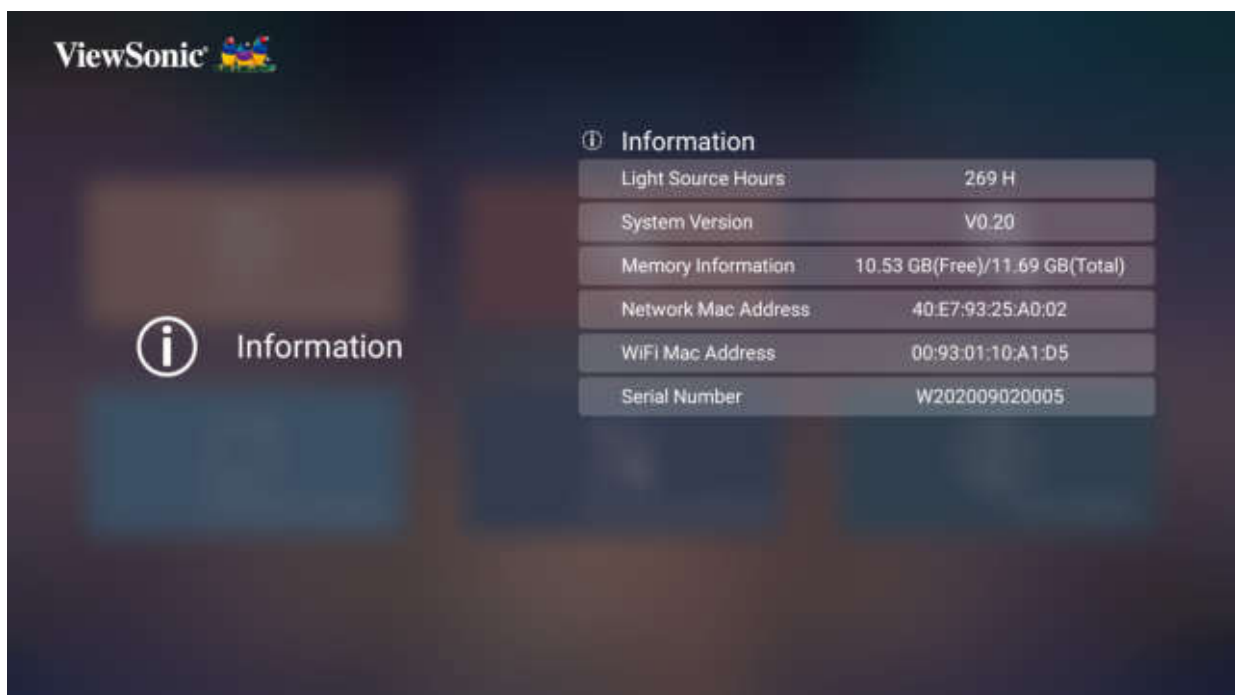 ViewSonic
Information
Information
Light Source Hours 269 H
System Version V0.20
Memory Information 10.53 GB(Free)/11.69 GB(Total)
Network Mac Address 40:E7:93:25:A0:02
WiFi Mac Address 00:93:01:10:A1:D5
Serial Number W202009020005